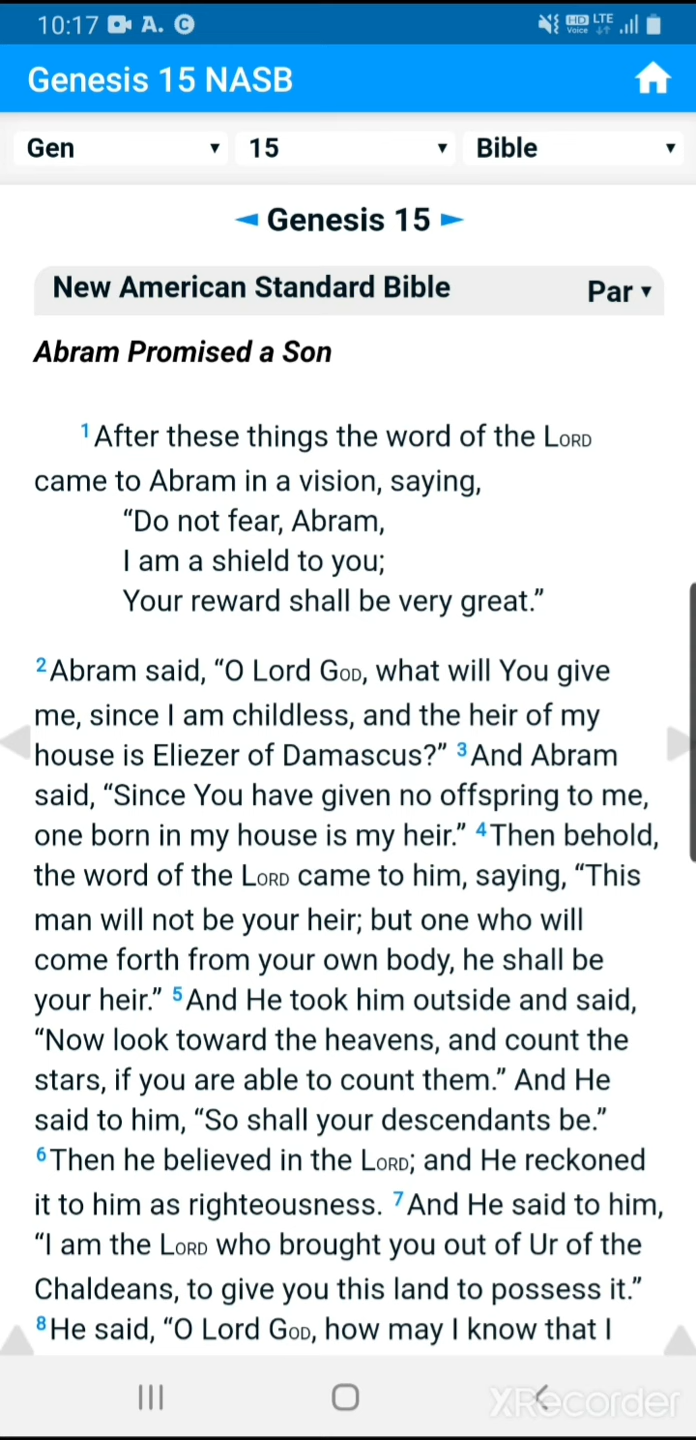 10:17 A. C HD Voice LTE
Genesis 15 NASB
Gen 15 Bible
Genesis 15
New American Standard Bible Par
Abram Promised a Son
1 After these things the word of the LORD
came to Abram in a vision, saying,
“Do not fear, Abram,
I am a shield to you;
Your reward shall be very great.”
2 Abram said, “O Lord GOD, what will You give
me, since I am childless, and the heir of my
house is Eliezer of Damascus?” 3 And Abram
said, “Since You have given no offspring to me,
one born in my house is my heir.” 4 Then behold,
the word of the LORD came to him, saying, “This
man will not be your heir; but one who will
come forth from your own body, he shall be
your heir.” 5 And He took him outside and said,
“Now look toward the heavens, and count the
stars, if you are able to count them.” And He
said to him, “So shall your descendants be.”
6 Then he believed in the LORD; and He reckoned
it to him as righteousness. 7 And He said to him,
“I am the LORD who brought you out of Ur of the
Chaldeans, to give you this land to possess it.”
8 He said, “O Lord GOD, how may I know that I
XRecorder